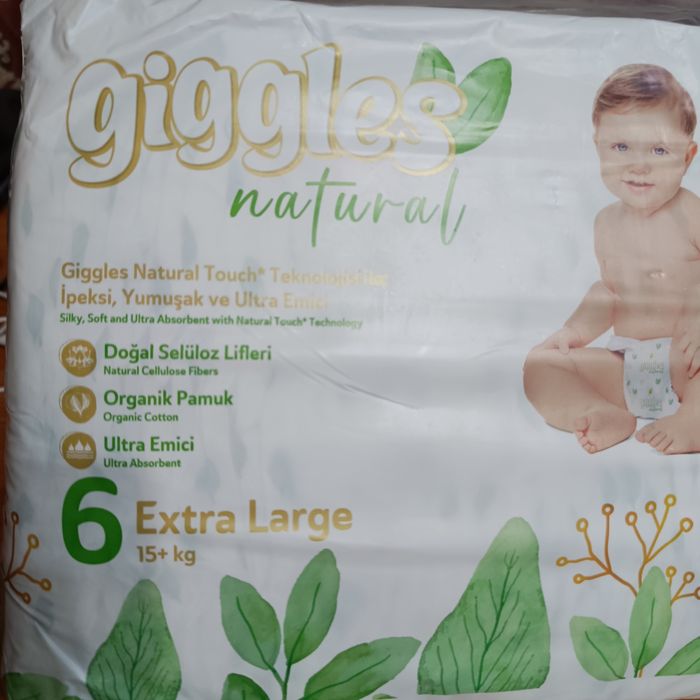 giggles
natural
Giggles Natural Touch* Teknolojisi ile
İpeksi, Yumuşak ve Ultra Emici
Silky, Soft and Ultra Absorbent with Natural Touch* Technology
Doğal Selüloz Lifleri
Natural Cellulose Fibers
Organik Pamuk
Organic Cotton
Ultra Emici
Ultra Absorbent
6 Extra Large
15+ kg
giggles